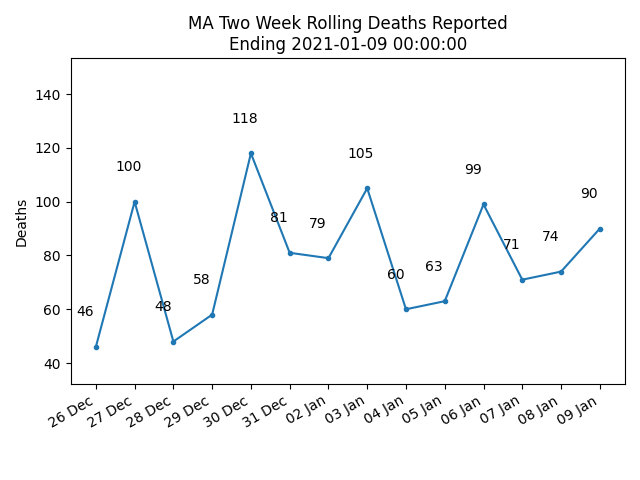 MA Two Week Rolling Deaths Reported
Ending 2021-01-09 00:00:00
Deaths
140
120
100
80
60
40
46
100
48
58
118
81
79
105
60
63
99
71
74
90
26 Dec
27 Dec
28 Dec
29 Dec
30 Dec
31 Dec
02 Jan
03 Jan
04 Jan
05 Jan
06 Jan
07 Jan
08 Jan
09 Jan